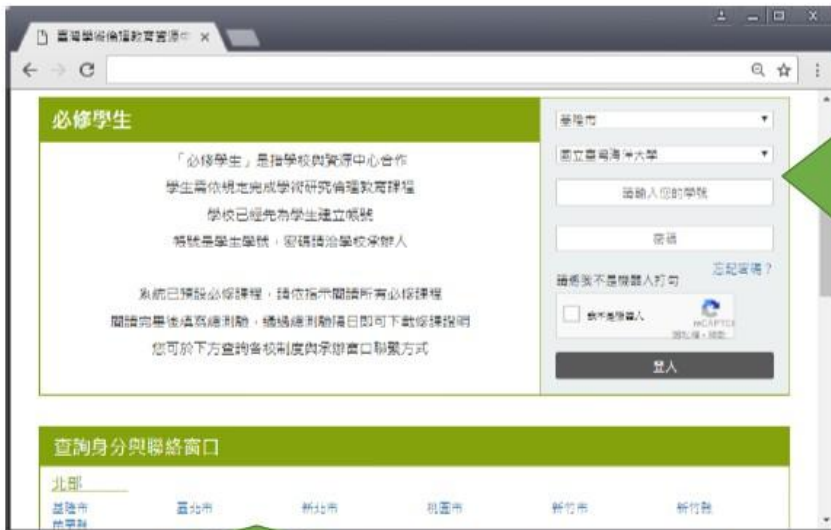 臺灣學術倫理教育資源中
必修學生
「必修學生」是指學校與資源中心合作
學生需依規定完成學術研究倫理教育課程
學校已經先為學生建立帳號
帳號是學生學號，密碼請洽學校承辦人
系統已預設必修課程，請依指示閱讀所有必修課程
閱讀完畢後填寫總測驗，通過總測驗隔日即可下載修課證明
您可於下方查詢各校制度與承辦窗口聯繫方式
基隆市
國立臺灣海洋大學
請輸入您的學號
密碼
忘記密碼？
請將我不是機器人打勾
我不是機器人
reCAPTCHA
隱私權 - 條款
登入
查詢身分與聯絡窗口
北部
基隆市 臺北市 新北市 桃園市 新竹市 新竹縣
苗栗縣